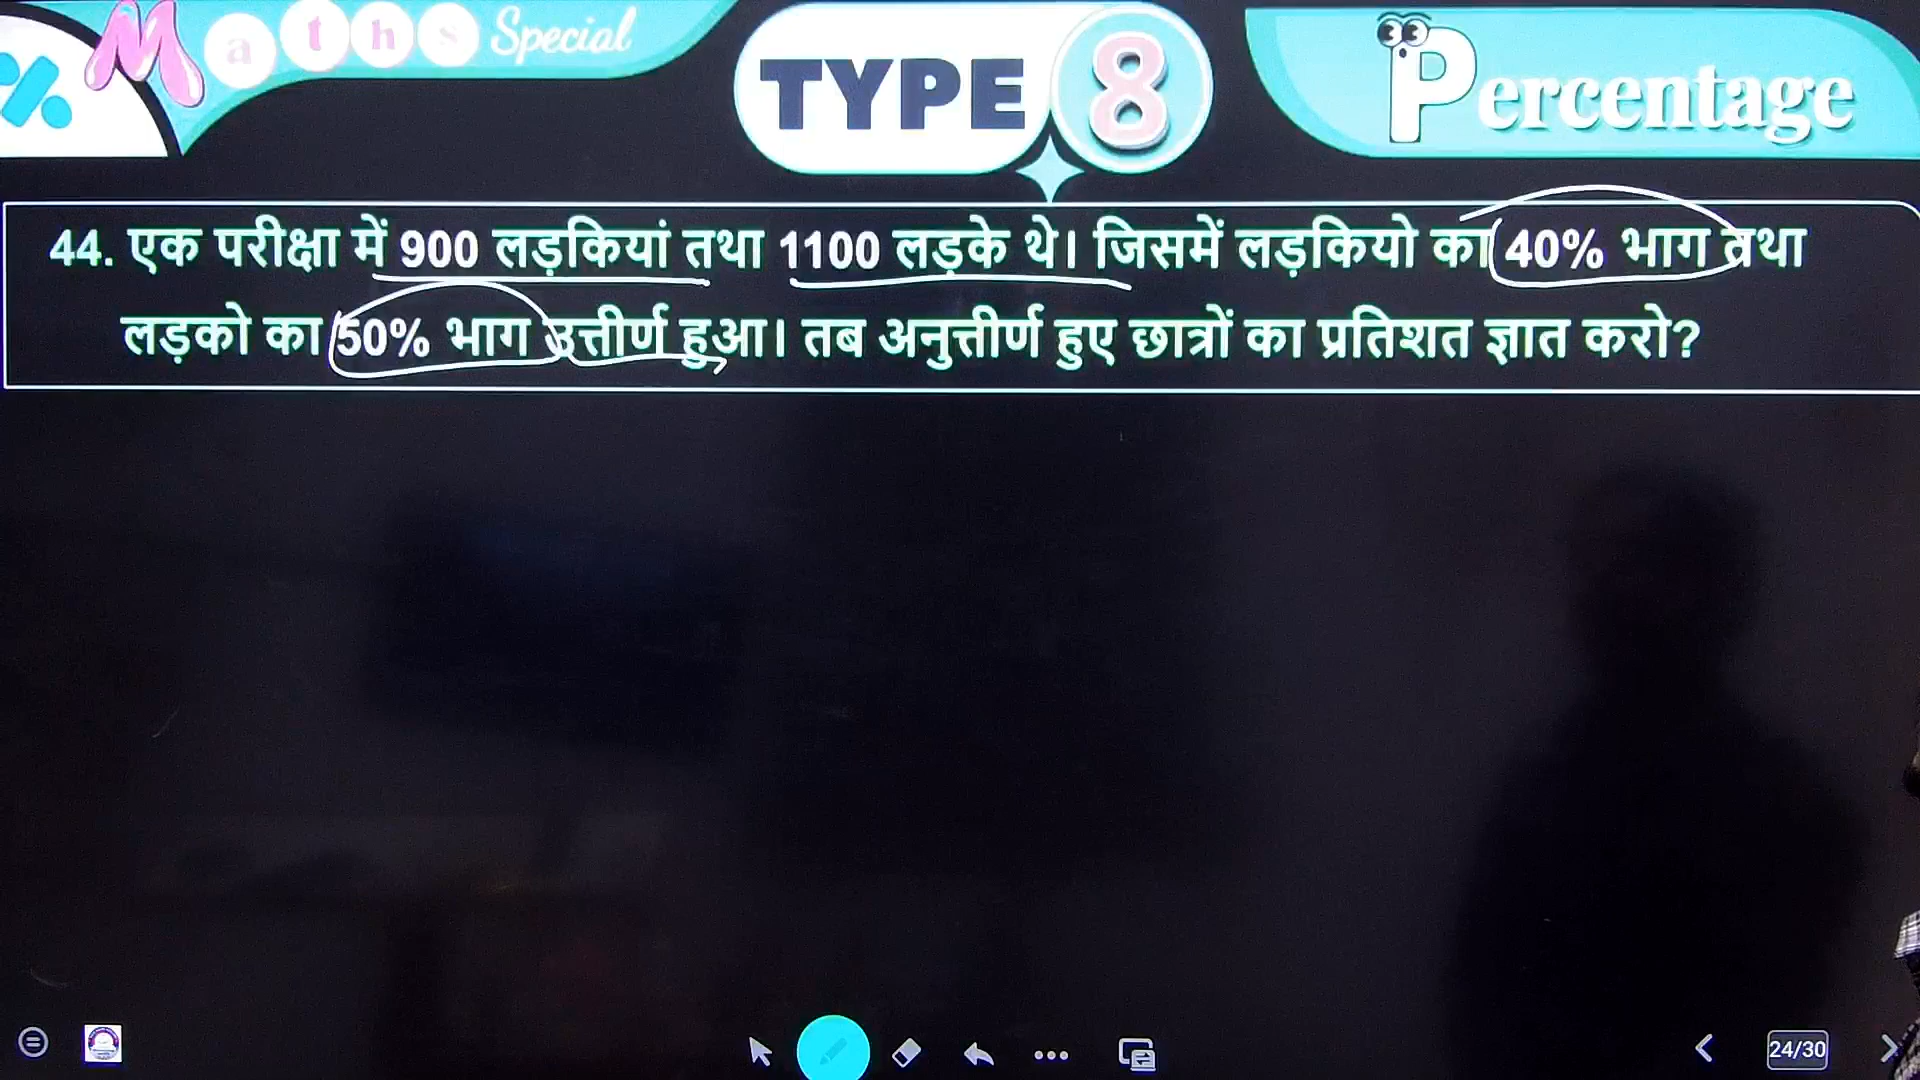 Maths Special
TYPE 8
Percentage
44. एक परीक्षा में 900 लड़कियां तथा 1100 लड़के थे। जिसमें लड़कियो का 40% भाग तथा
लड़को का 50% भाग उत्तीर्ण हुआ। तब अनुत्तीर्ण हुए छात्रों का प्रतिशत ज्ञात करो?
24/30